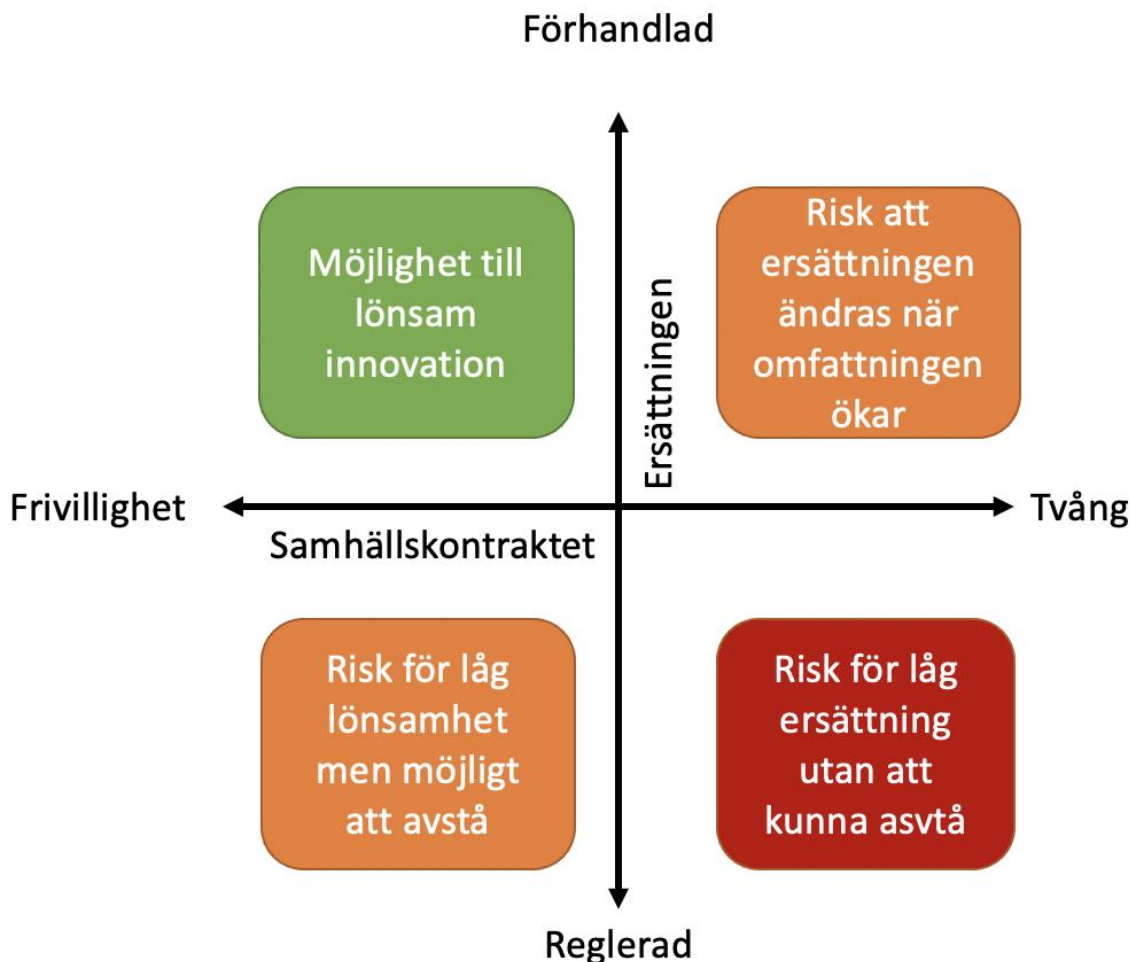 Förhandlad
Möjlighet till
lönsam
innovation
Risk att
ersättningen
ändras när
omfattningen
ökar
Ersättningen
Frivillighet
Tvång
Samhällskontraktet
Risk för låg
lönsamhet
men möjligt
att avstå
Risk för låg
ersättning
utan att
kunna asvtå
Reglerad